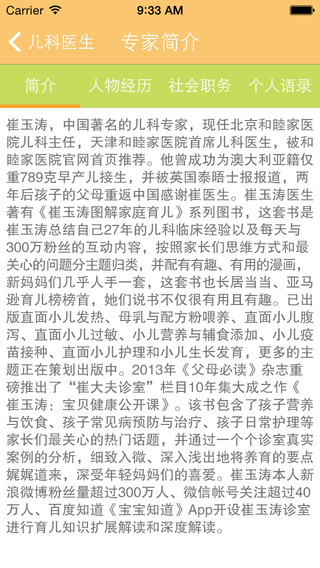 Carrier 9:33 AM
儿科医生 专家简介
简介 人物经历 社会职务 个人语录
崔玉涛，中国著名的儿科专家，现任北京和睦家医
院儿科主任，天津和睦家医院首席儿科医生，被和
睦家医院官网首页推荐。他曾成功为澳大利亚籍仅
重789克早产儿接生，并被英国泰晤士报报道，两
年后孩子的父母重返中国感谢崔医生。崔玉涛医生
著有《崔玉涛图解家庭育儿》系列图书，这套书是
崔玉涛总结自己27年的儿科临床经验以及每天与
300万粉丝的互动内容，按照家长们思维方式和最
关心的问题分主题归类，并配有有趣、有用的漫画，
新妈妈们几乎人手一套，这套书也长居当当、亚马
逊育儿榜榜首，她们说书不仅很有用且有趣。已出
版直面小儿发热、母乳与配方粉喂养、直面小儿腹
泻、直面小儿过敏、小儿营养与辅食添加、小儿疫
苗接种、直面小儿护理和小儿生长发育，更多的主
题正在策划出版中。2013年《父母必读》杂志重
磅推出了“崔大夫诊室”栏目10年集大成之作《
崔玉涛：宝贝健康公开课》。该书包含了孩子营养
与饮食、孩子常见病预防与治疗、孩子日常护理等
家长们最关心的热门话题，并通过一个个诊室真实
案例的分析，细致入微、深入浅出地将养育的要点
娓娓道来，深受年轻妈妈们的喜爱。崔玉涛本人新
浪微博粉丝量超过300万人、微信帐号关注超过40
万人、百度知道《宝宝知道》App开设崔玉涛诊室
进行育儿知识扩展解读和深度解读。